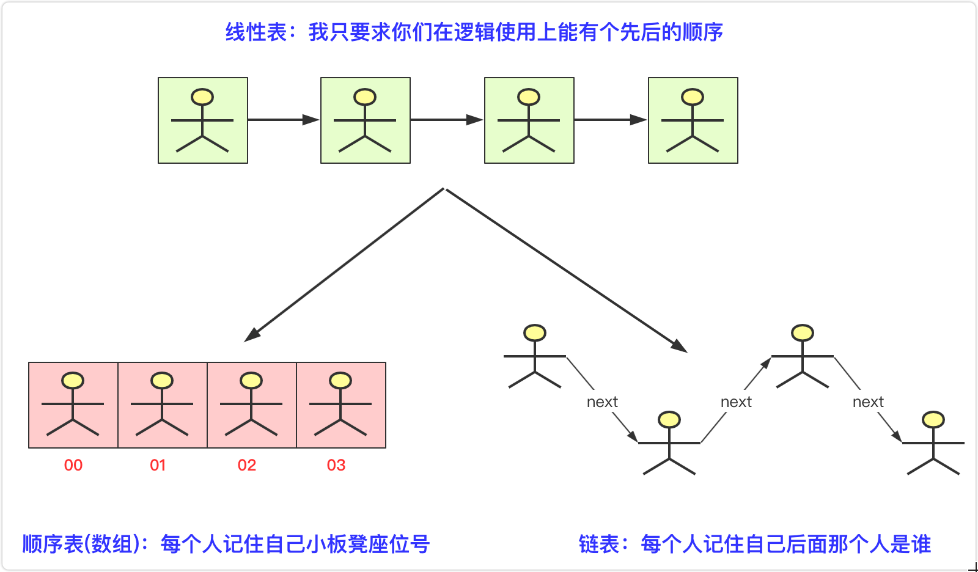 线性表：我只要求你们在逻辑使用上能有个先后的顺序
next
next
next
00
01
02
03
顺序表(数组)：每个人记住自己小板凳座位号
链表：每个人记住自己后面那个人是谁